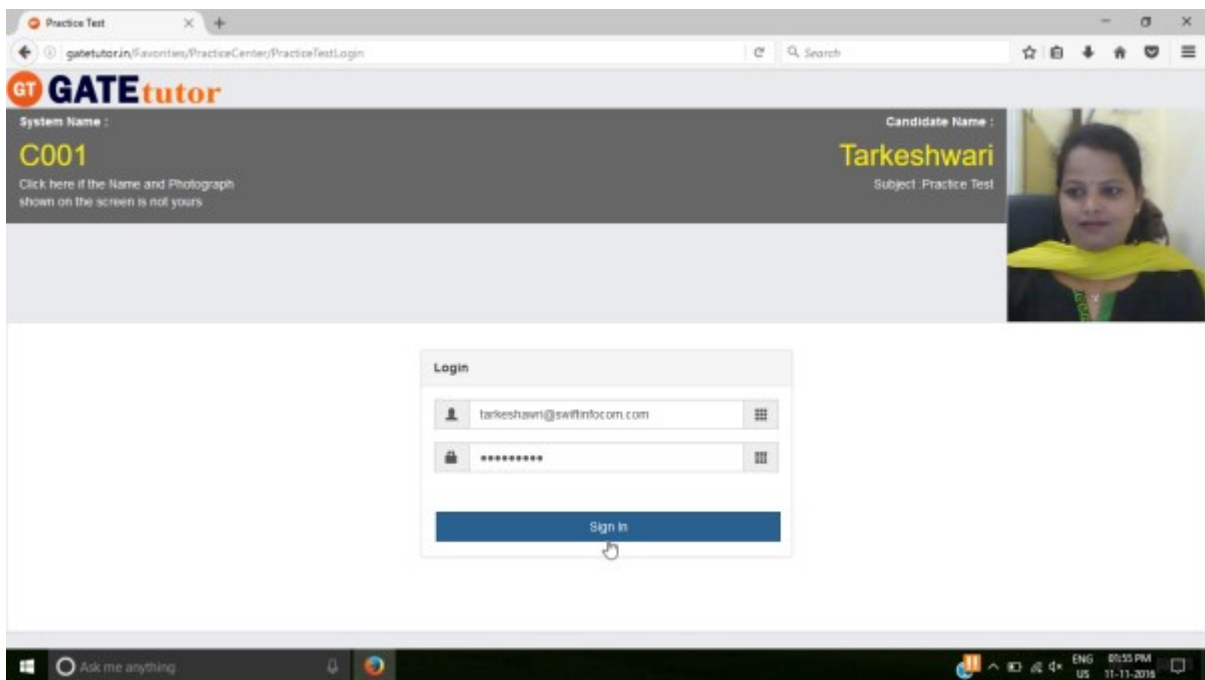 Practice Test
gatetutor.in/Favorities/PracticeCenter/PracticeTestLogin
Search
GT GATEtutor
System Name :
Candidate Name :
C001
Tarkeshwari
Click here if the Name and Photograph
shown on the screen is not yours
Subject :Practice Test
Login
tarkeshawri@swiftinfocom.com
Sign In
Ask me anything
ENG
US
01:55 PM
11-11-2016